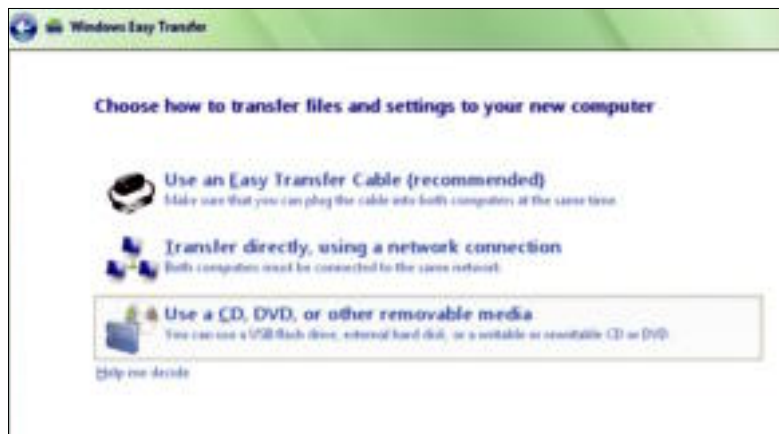 Windows Easy Transfer
Choose how to transfer files and settings to your new computer
Use an Easy Transfer Cable (recommended)
Make sure that you can plug the cable into both computers at the same time.
Transfer directly, using a network connection
Both computers must be connected to the same network.
Use a CD, DVD, or other removable media
You can use a USB flash drive, external hard disk, or a writable or rewritable CD or DVD
Help me decide